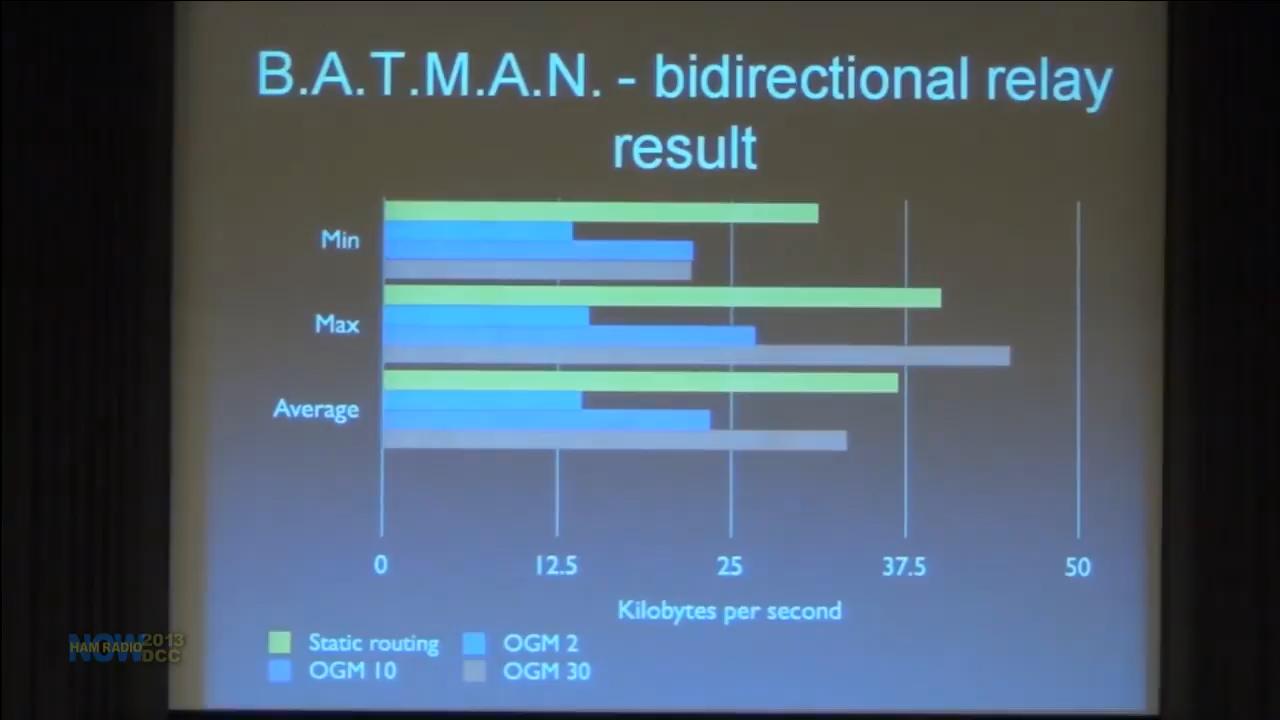 B.A.T.M.A.N. - bidirectional relay
result
Min
Max
Average
0 12.5 25 37.5 50
Kilobytes per second
Static routing OGM 2
OGM 10 OGM 30
HAM RADIO NOW 2013 DCC